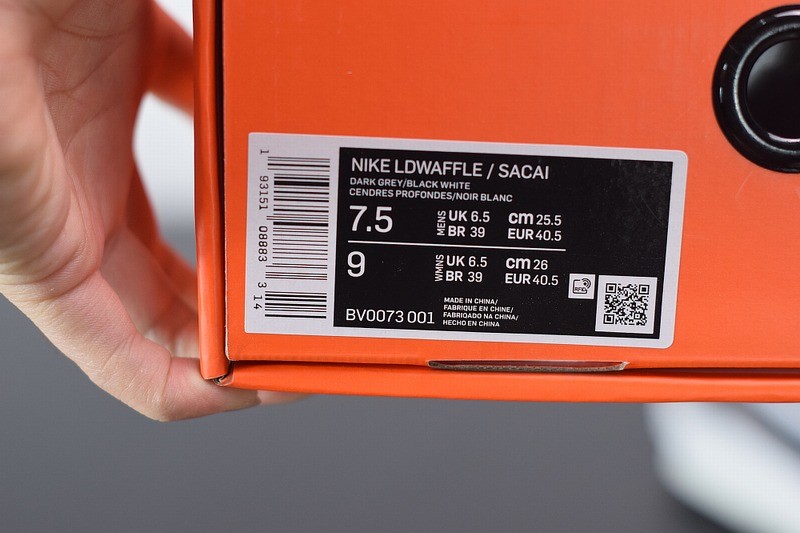 NIKE LDWAFFLE / SACAI
DARK GREY/BLACK WHITE
CENDRES PROFONDES/NOIR BLANC
7.5 MENS UK 6.5 cm 25.5
BR 39 EUR 40.5
9 WMNS UK 6.5 cm 26
BR 39 EUR 40.5
RFID
BV0073 001
MADE IN CHINA/
FABRIQUE EN CHINE/
FABRICADO NA CHINA/
HECHO EN CHINA
1 93151 08883 3 14